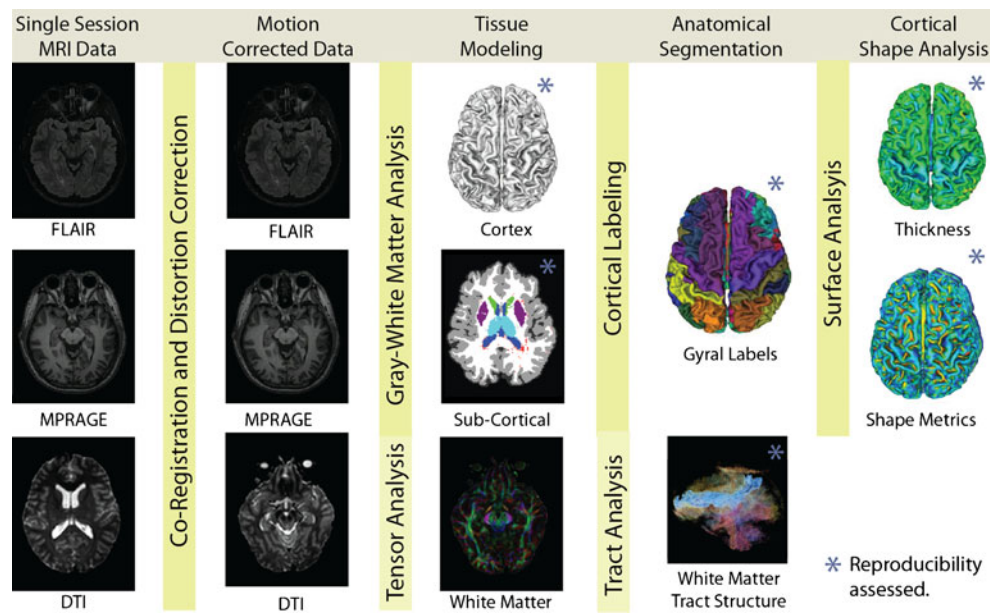 Single Session
MRI Data
Motion
Corrected Data
Tissue
Modeling
Anatomical
Segmentation
Cortical
Shape Analysis
Co-Registration and Distortion Correction
Gray-White Matter Analysis
Cortical Labeling
Surface Analsyis
FLAIR
FLAIR
Cortex
*
Thickness
*
MPRAGE
MPRAGE
Sub-Cortical
*
Gyral Labels
*
Shape Metrics
*
Tensor Analysis
Tract Analysis
DTI
DTI
White Matter
White Matter
Tract Structure
*
* Reproducibility
assessed.